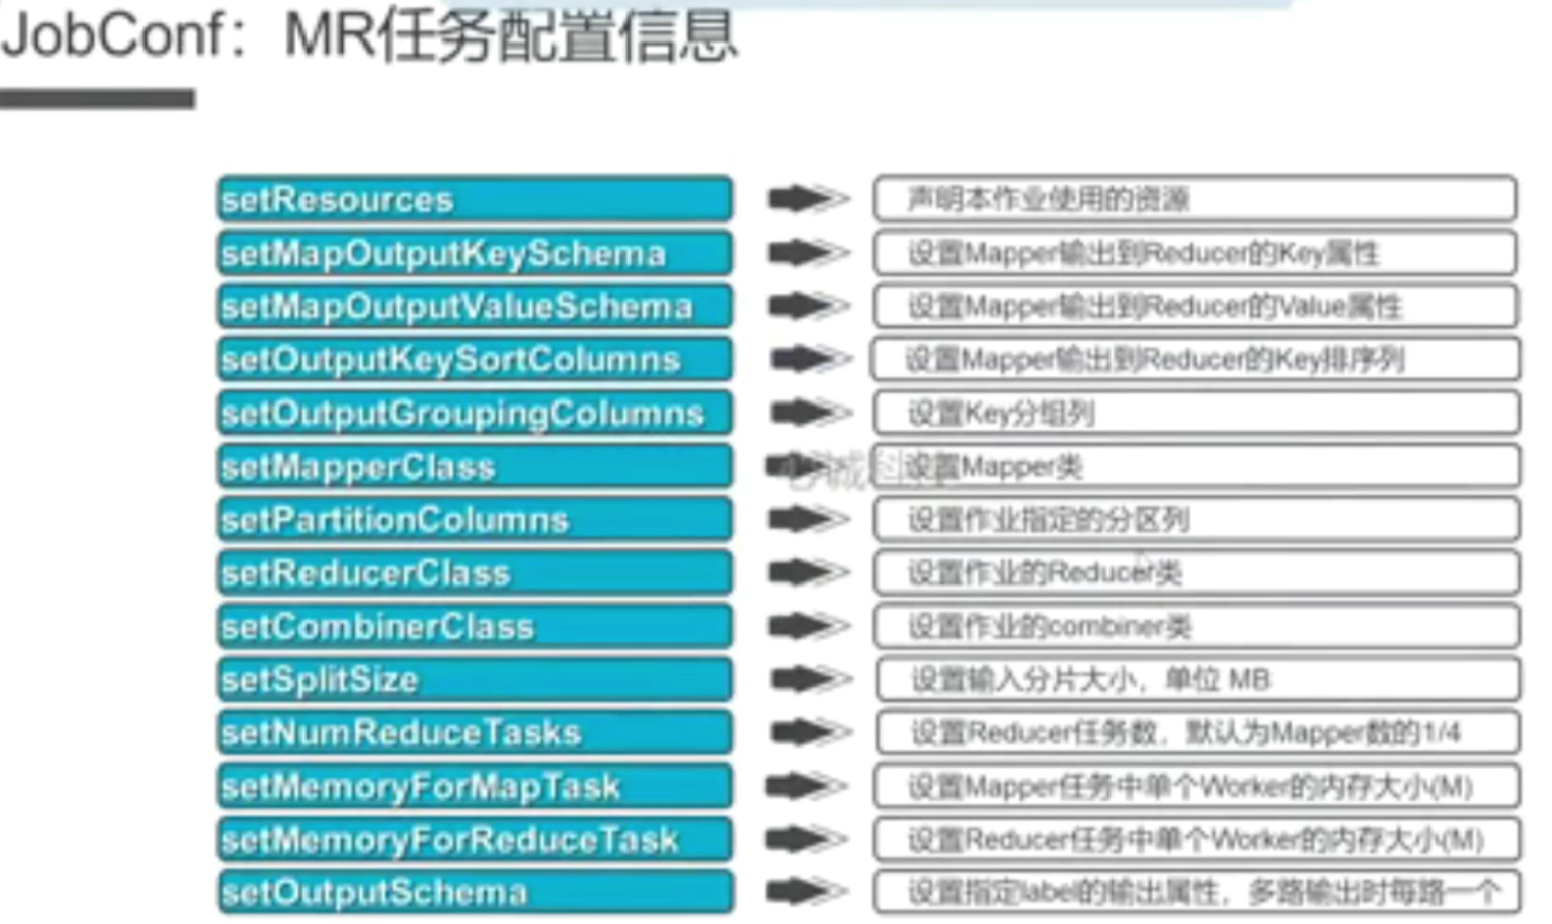 JobConf：MR任务配置信息
setResources 声明本作业使用的资源
setMapOutputKeySchema 设置Mapper输出到Reducer的Key属性
setMapOutputValueSchema 设置Mapper输出到Reducer的Value属性
setOutputKeySortColumns 设置Mapper输出到Reducer的Key排序列
setOutputGroupingColumns 设置Key分组列
setMapperClass 设置Mapper类
setPartitionColumns 设置作业指定的分区列
setReducerClass 设置作业的Reducer类
setCombinerClass 设置作业的combiner类
setSplitSize 设置输入分片大小，单位 MB
setNumReduceTasks 设置Reducer任务数，默认为Mapper数的1/4
setMemoryForMapTask 设置Mapper任务中单个Worker的内存大小(M)
setMemoryForReduceTask 设置Reducer任务中单个Worker的内存大小(M)
setOutputSchema 设置指定label的输出属性，多路输出时每路一个